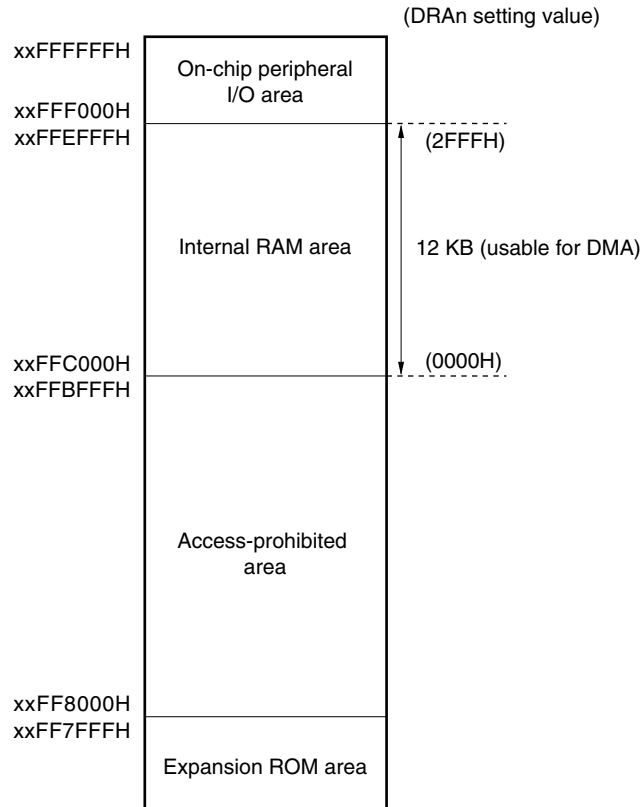 (DRAn setting value)
xxFFFFFFH
On-chip peripheral
I/O area
xxFFF000H
xxFFEFFFH
(2FFFH)
Internal RAM area
12 KB (usable for DMA)
xxFFC000H
(0000H)
xxFFBFFFH
Access-prohibited
area
xxFF8000H
xxFF7FFFH
Expansion ROM area